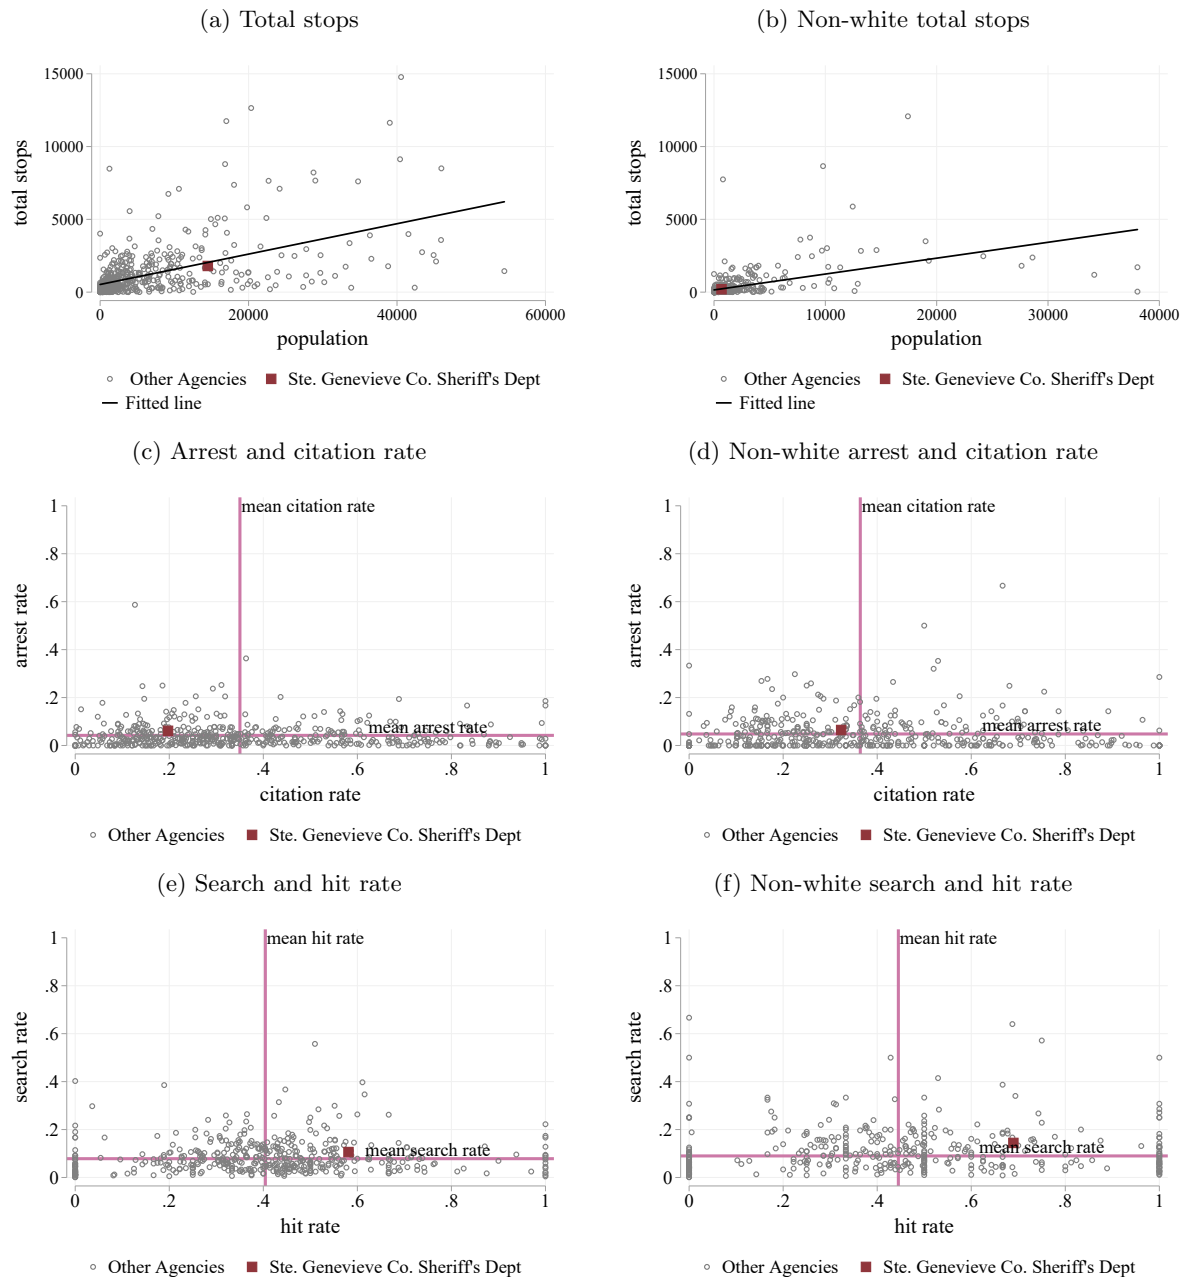 (a) Total stops
(b) Non-white total stops
15000
10000
5000
0
total stops
0 20000 40000 60000
population
Other Agencies Ste. Genevieve Co. Sheriff's Dept
Fitted line
15000
10000
5000
0
total stops
0 10000 20000 30000 40000
population
Other Agencies Ste. Genevieve Co. Sheriff's Dept
Fitted line
(c) Arrest and citation rate
(d) Non-white arrest and citation rate
1
.8
.6
.4
.2
0
arrest rate
mean citation rate
mean arrest rate
0 .2 .4 .6 .8 1
citation rate
Other Agencies Ste. Genevieve Co. Sheriff's Dept
1
.8
.6
.4
.2
0
arrest rate
mean citation rate
mean arrest rate
0 .2 .4 .6 .8 1
citation rate
Other Agencies Ste. Genevieve Co. Sheriff's Dept
(e) Search and hit rate
(f) Non-white search and hit rate
1
.8
.6
.4
.2
0
search rate
mean hit rate
mean search rate
0 .2 .4 .6 .8 1
hit rate
Other Agencies Ste. Genevieve Co. Sheriff's Dept
1
.8
.6
.4
.2
0
search rate
mean hit rate
mean search rate
0 .2 .4 .6 .8 1
hit rate
Other Agencies Ste. Genevieve Co. Sheriff's Dept